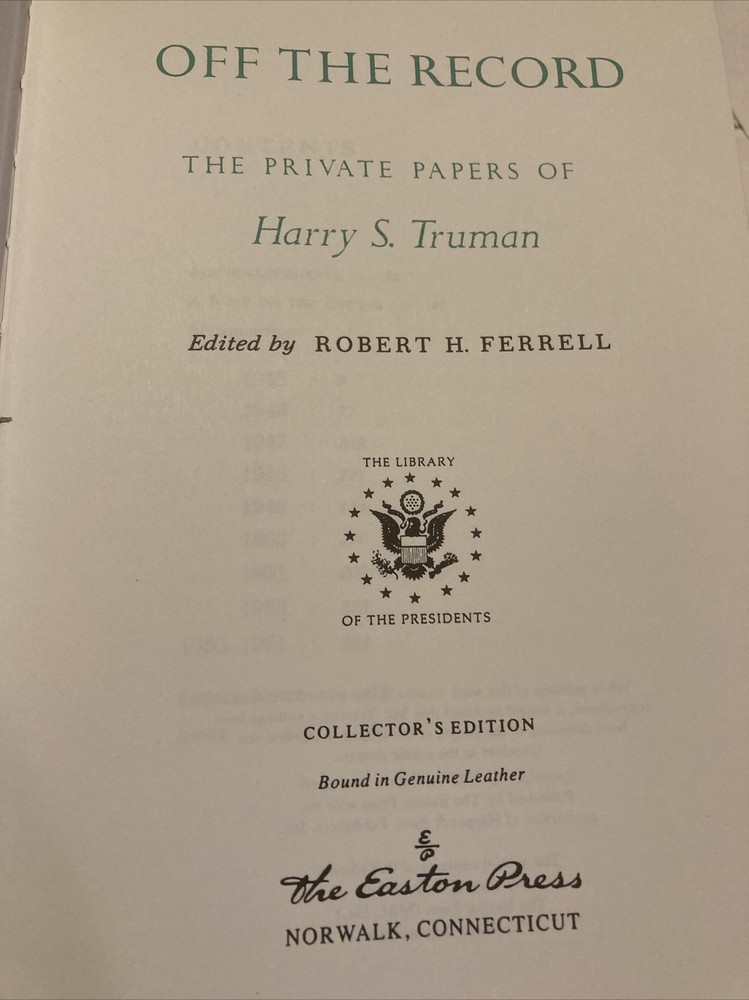 OFF THE RECORD
THE PRIVATE PAPERS OF
Harry S. Truman
Edited by ROBERT H. FERRELL
THE LIBRARY
OF THE PRESIDENTS
COLLECTOR'S EDITION
Bound in Genuine Leather
E/P
The Easton Press
NORWALK, CONNECTICUT